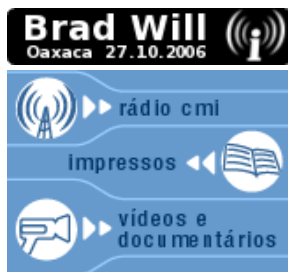 Brad Will
Oaxaca 27.10.2006
rádio cmi
impressos
vídeos e
documentários